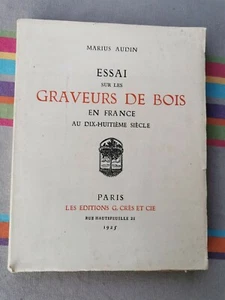 MARIUS AUDIN
ESSAI
SUR LES
GRAVEURS DE BOIS
EN FRANCE
AU DIX-HUITIÈME SIÈCLE
PARIS
LES EDITIONS G. CRÈS ET CIE
RUE HAUTEFEUILLE 21
1925